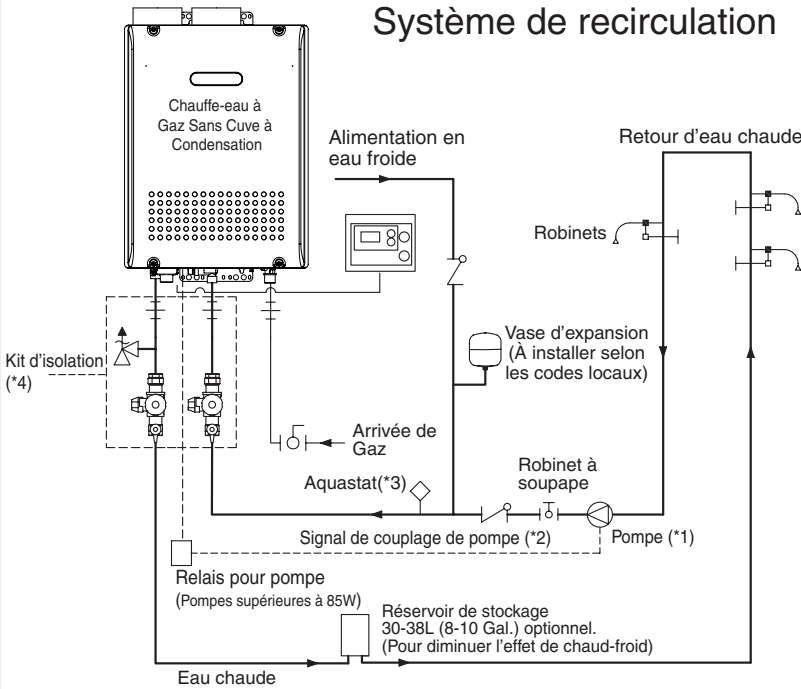 Système de recirculation
Chauffe-eau à
Gaz Sans Cuve à
Condensation
Alimentation en
eau froide
Retour d'eau chaude
Robinets
Vase d'expansion
(À installer selon
les codes locaux)
Kit d'isolation
(*4)
Arrivée de
Gaz
Aquastat(*3)
Robinet à
soupape
Signal de couplage de pompe (*2)
Pompe (*1)
Relais pour pompe
(Pompes supérieures à 85W)
Réservoir de stockage
30-38L (8-10 Gal.) optionnel.
(Pour diminuer l'effet de chaud-froid)
Eau chaude